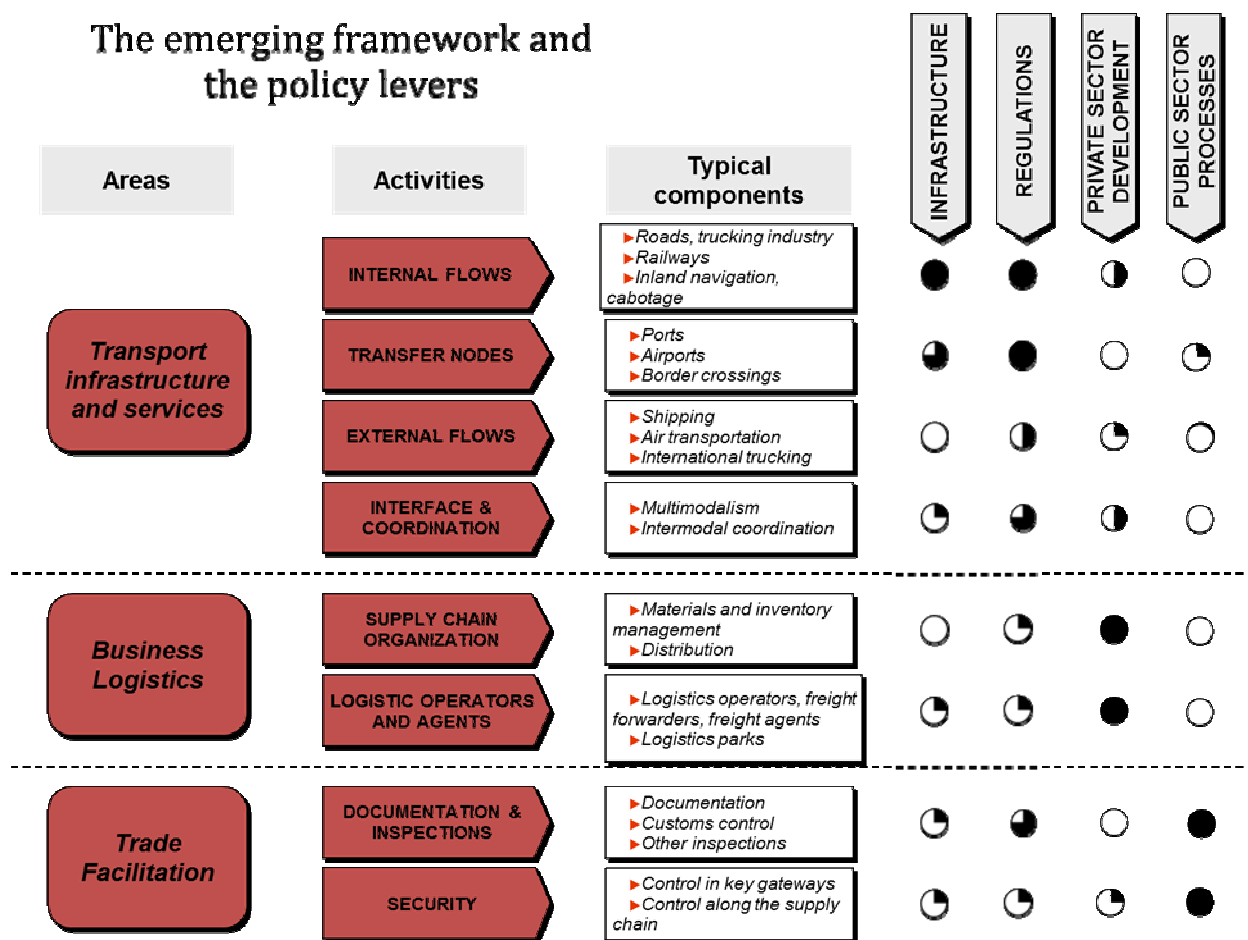 The emerging framework and
the policy levers
INFRASTRUCTURE
REGULATIONS
PRIVATE SECTOR
DEVELOPMENT
PUBLIC SECTOR
PROCESSES
Areas
Activities
Typical
components
Transport
infrastructure
and services
INTERNAL FLOWS
▶Roads, trucking industry
▶Railways
▶Inland navigation,
cabotage
TRANSFER NODES
▶Ports
▶Airports
▶Border crossings
EXTERNAL FLOWS
▶Shipping
▶Air transportation
▶International trucking
INTERFACE &
COORDINATION
▶Multimodalism
▶Intermodal coordination
Business
Logistics
SUPPLY CHAIN
ORGANIZATION
▶Materials and inventory
management
▶Distribution
LOGISTIC OPERATORS
AND AGENTS
▶Logistics operators, freight
forwarders, freight agents
▶Logistics parks
Trade
Facilitation
DOCUMENTATION &
INSPECTIONS
▶Documentation
▶Customs control
▶Other inspections
SECURITY
▶Control in key gateways
▶Control along the supply
chain